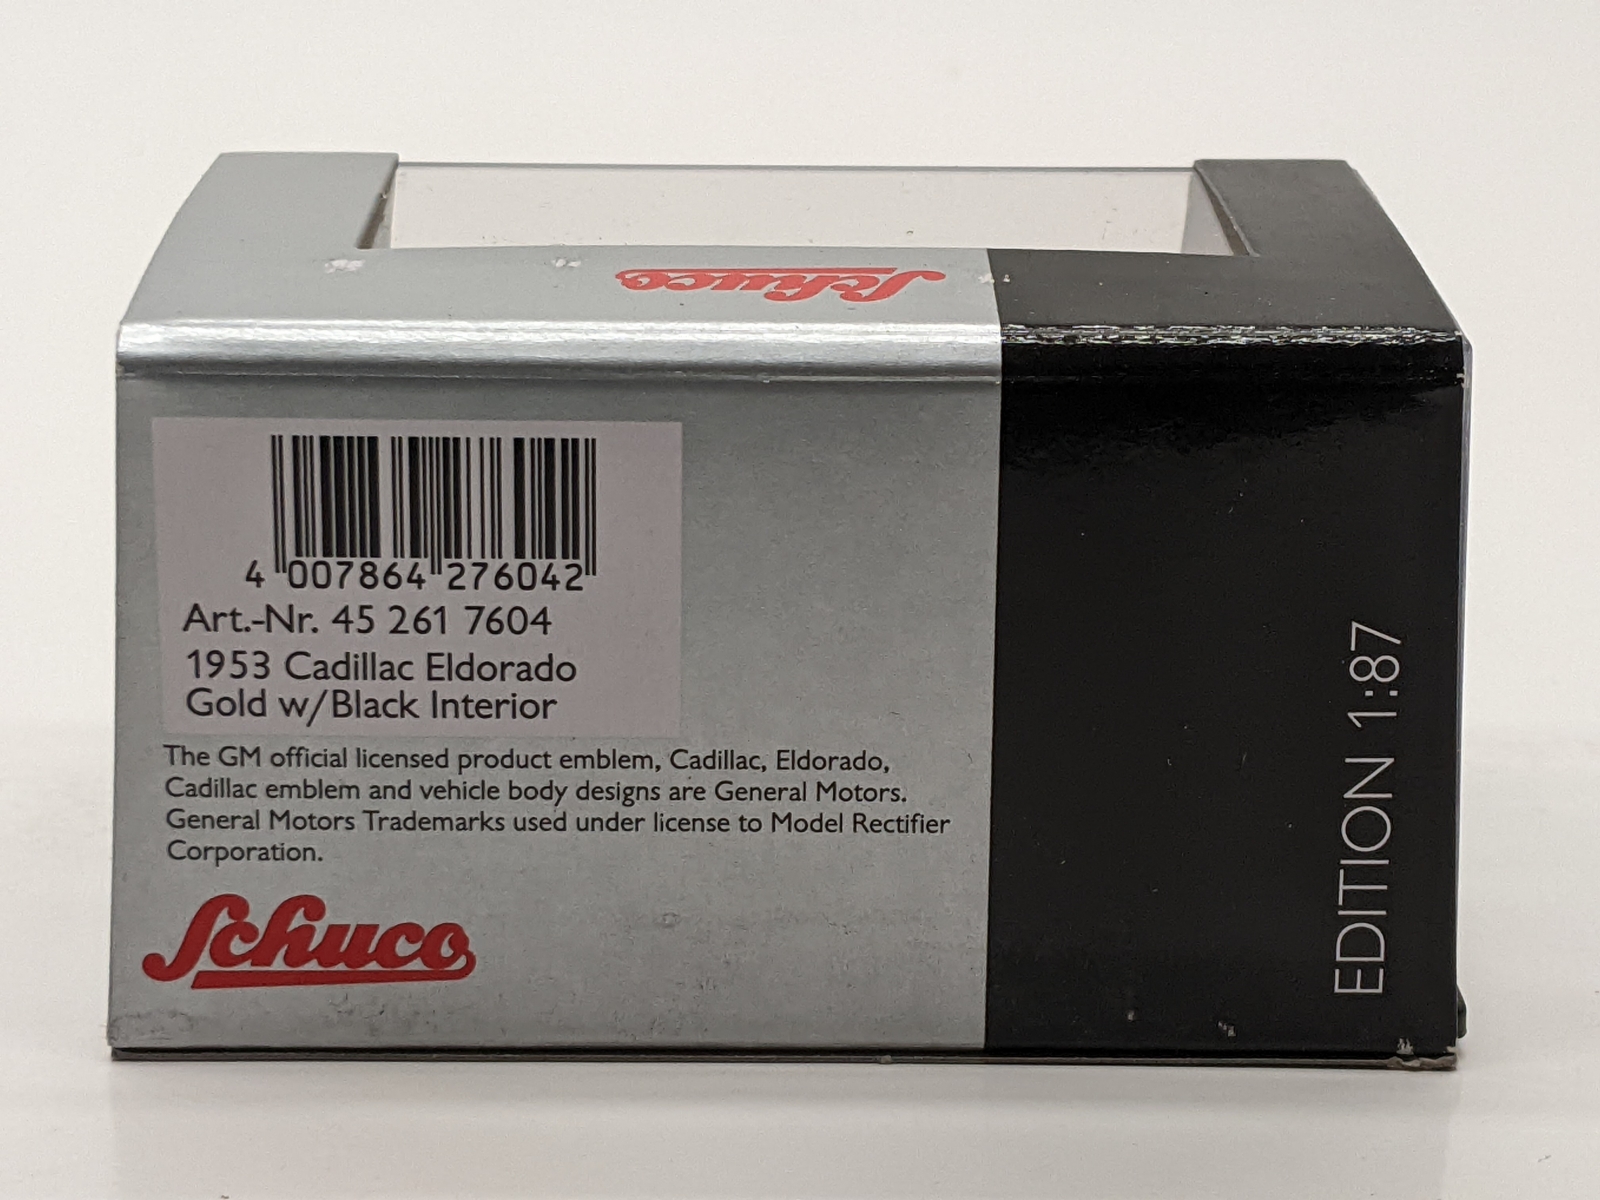 Schuco
4 007864 276042
Art.-Nr. 45 261 7604
1953 Cadillac Eldorado
Gold w/Black Interior
The GM official licensed product emblem, Cadillac, Eldorado,
Cadillac emblem and vehicle body designs are General Motors.
General Motors Trademarks used under license to Model Rectifier
Corporation.
Schuco
EDITION 1:87